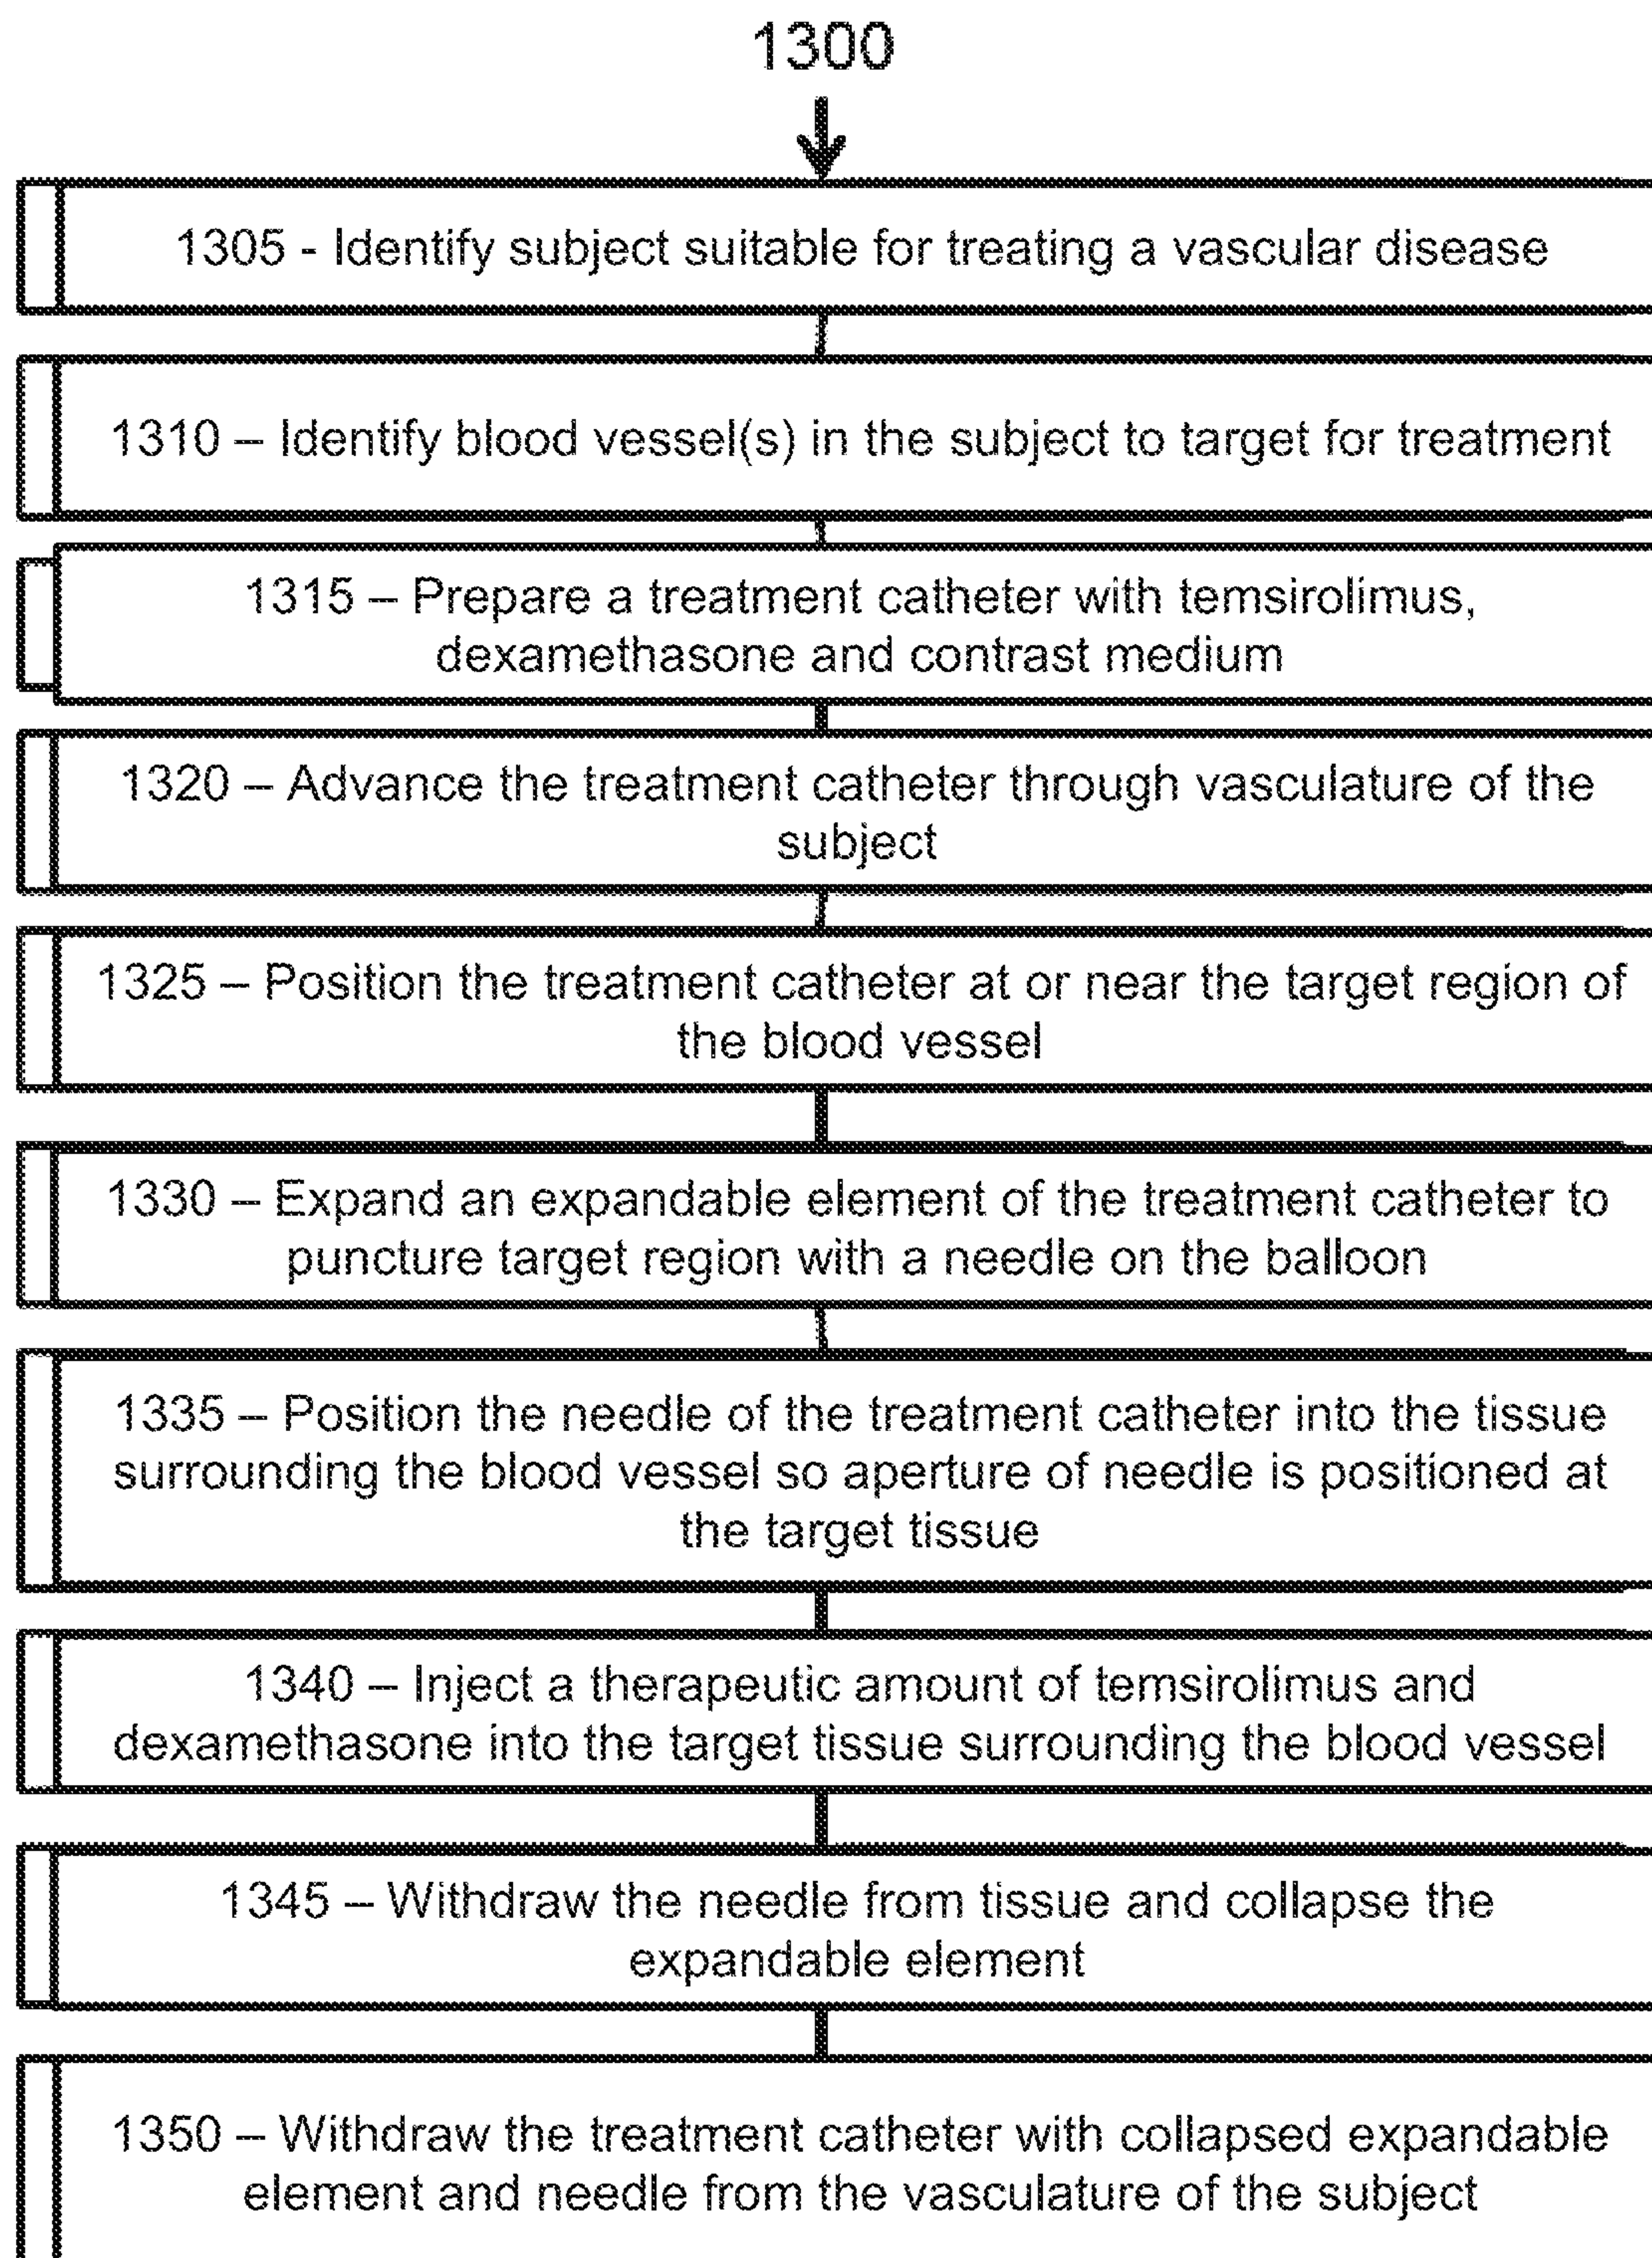 1300
1305 - Identify subject suitable for treating a vascular disease
1310 – Identify blood vessel(s) in the subject to target for treatment
1315 – Prepare a treatment catheter with temsirolimus,
dexamethasone and contrast medium
1320 – Advance the treatment catheter through vasculature of the
subject
1325 – Position the treatment catheter at or near the target region of
the blood vessel
1330 – Expand an expandable element of the treatment catheter to
puncture target region with a needle on the balloon
1335 – Position the needle of the treatment catheter into the tissue
surrounding the blood vessel so aperture of needle is positioned at
the target tissue
1340 – Inject a therapeutic amount of temsirolimus and
dexamethasone into the target tissue surrounding the blood vessel
1345 – Withdraw the needle from tissue and collapse the
expandable element
1350 – Withdraw the treatment catheter with collapsed expandable
element and needle from the vasculature of the subject